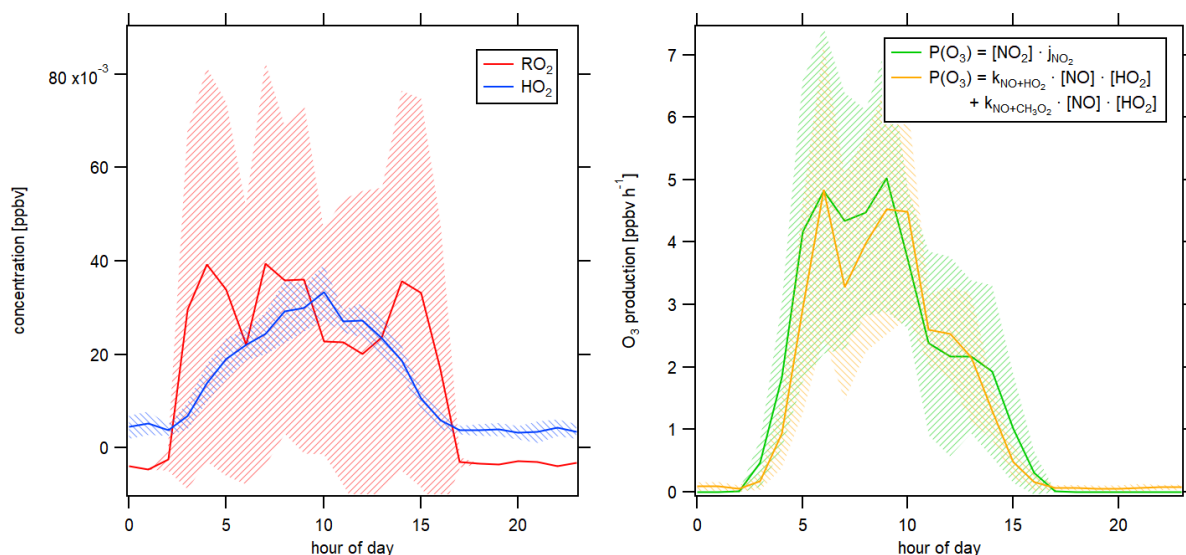 80 x10⁻³
60
40
20
0
concentration [ppbv]
0 5 10 15 20
hour of day
RO₂
HO₂
7
6
5
4
3
2
1
0
O₃ production [ppbv h⁻¹]
0 5 10 15 20
hour of day
P(O₃) = [NO₂] · j_NO₂
P(O₃) = k_NO+HO₂ · [NO] · [HO₂]
+ k_NO+CH₃O₂ · [NO] · [HO₂]